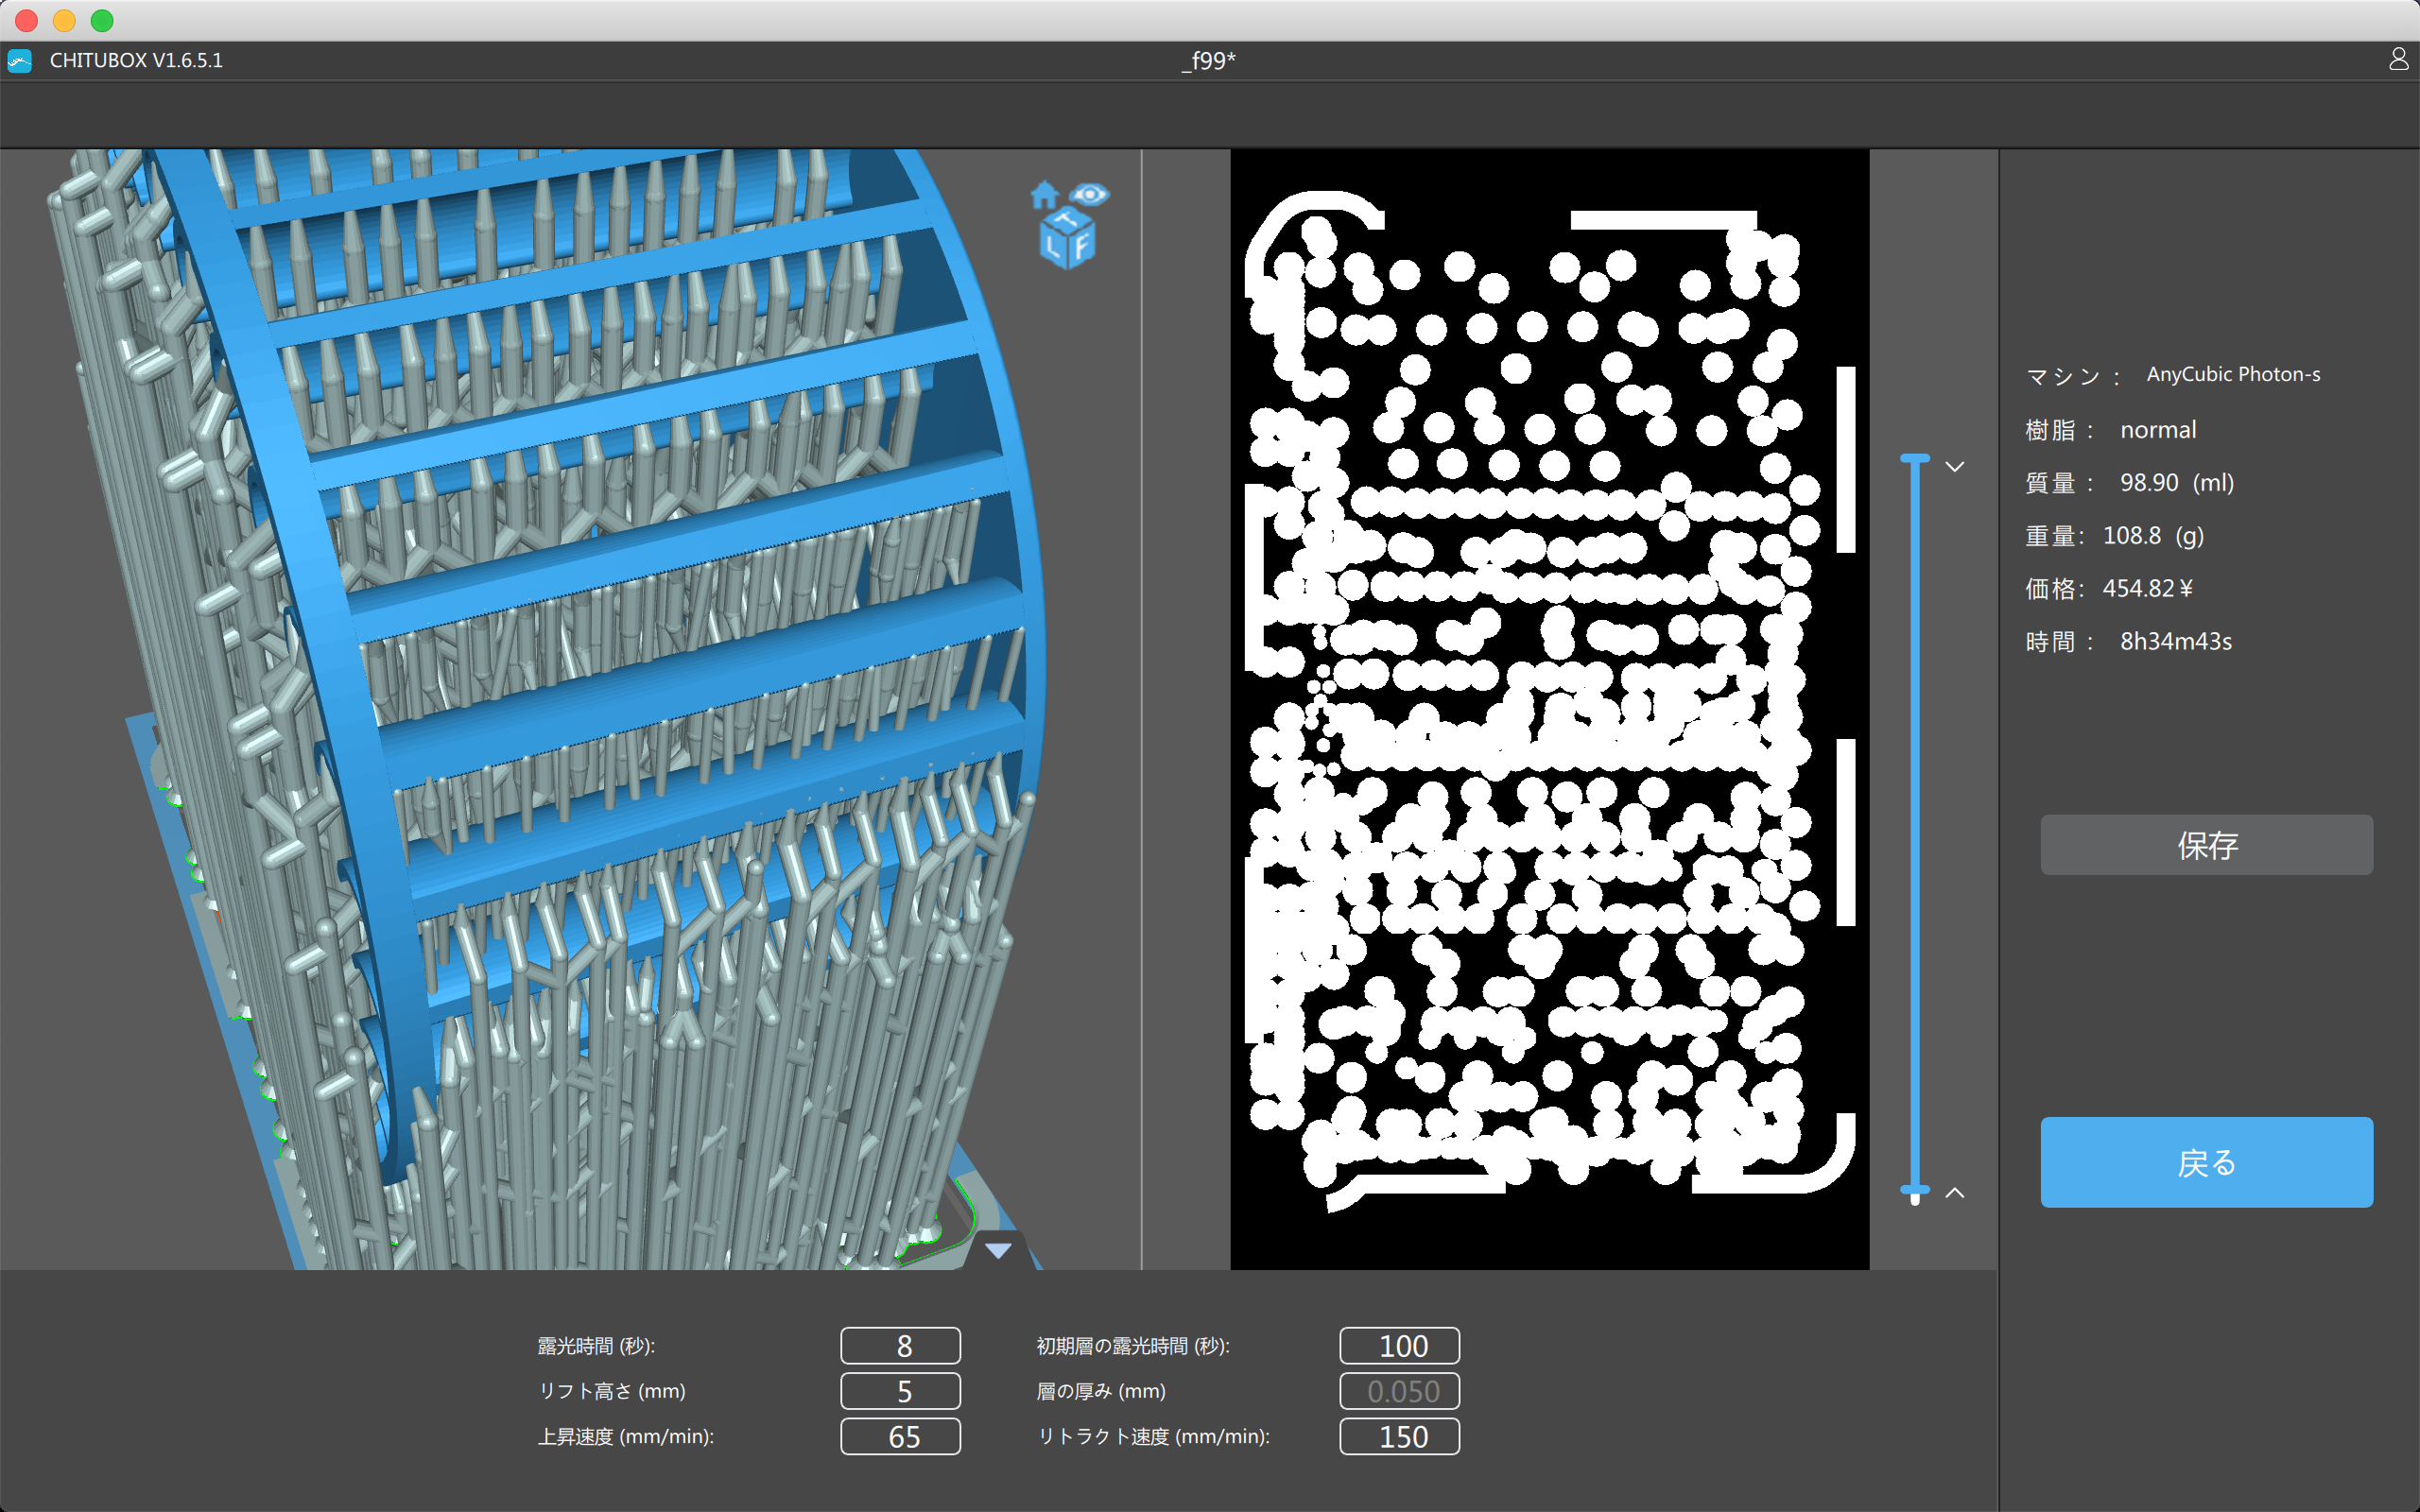 CHITUBOX V1.6.5.1
_f99*
T
L F
マシン： AnyCubic Photon-s
樹脂： normal
質量： 98.90 (ml)
重量: 108.8 (g)
価格: 454.82¥
時間： 8h34m43s
保存
戻る
露光時間 (秒): 8
初期層の露光時間 (秒): 100
リフト高さ (mm) 5
層の厚み (mm) 0.050
上昇速度 (mm/min): 65
リトラクト速度 (mm/min): 150